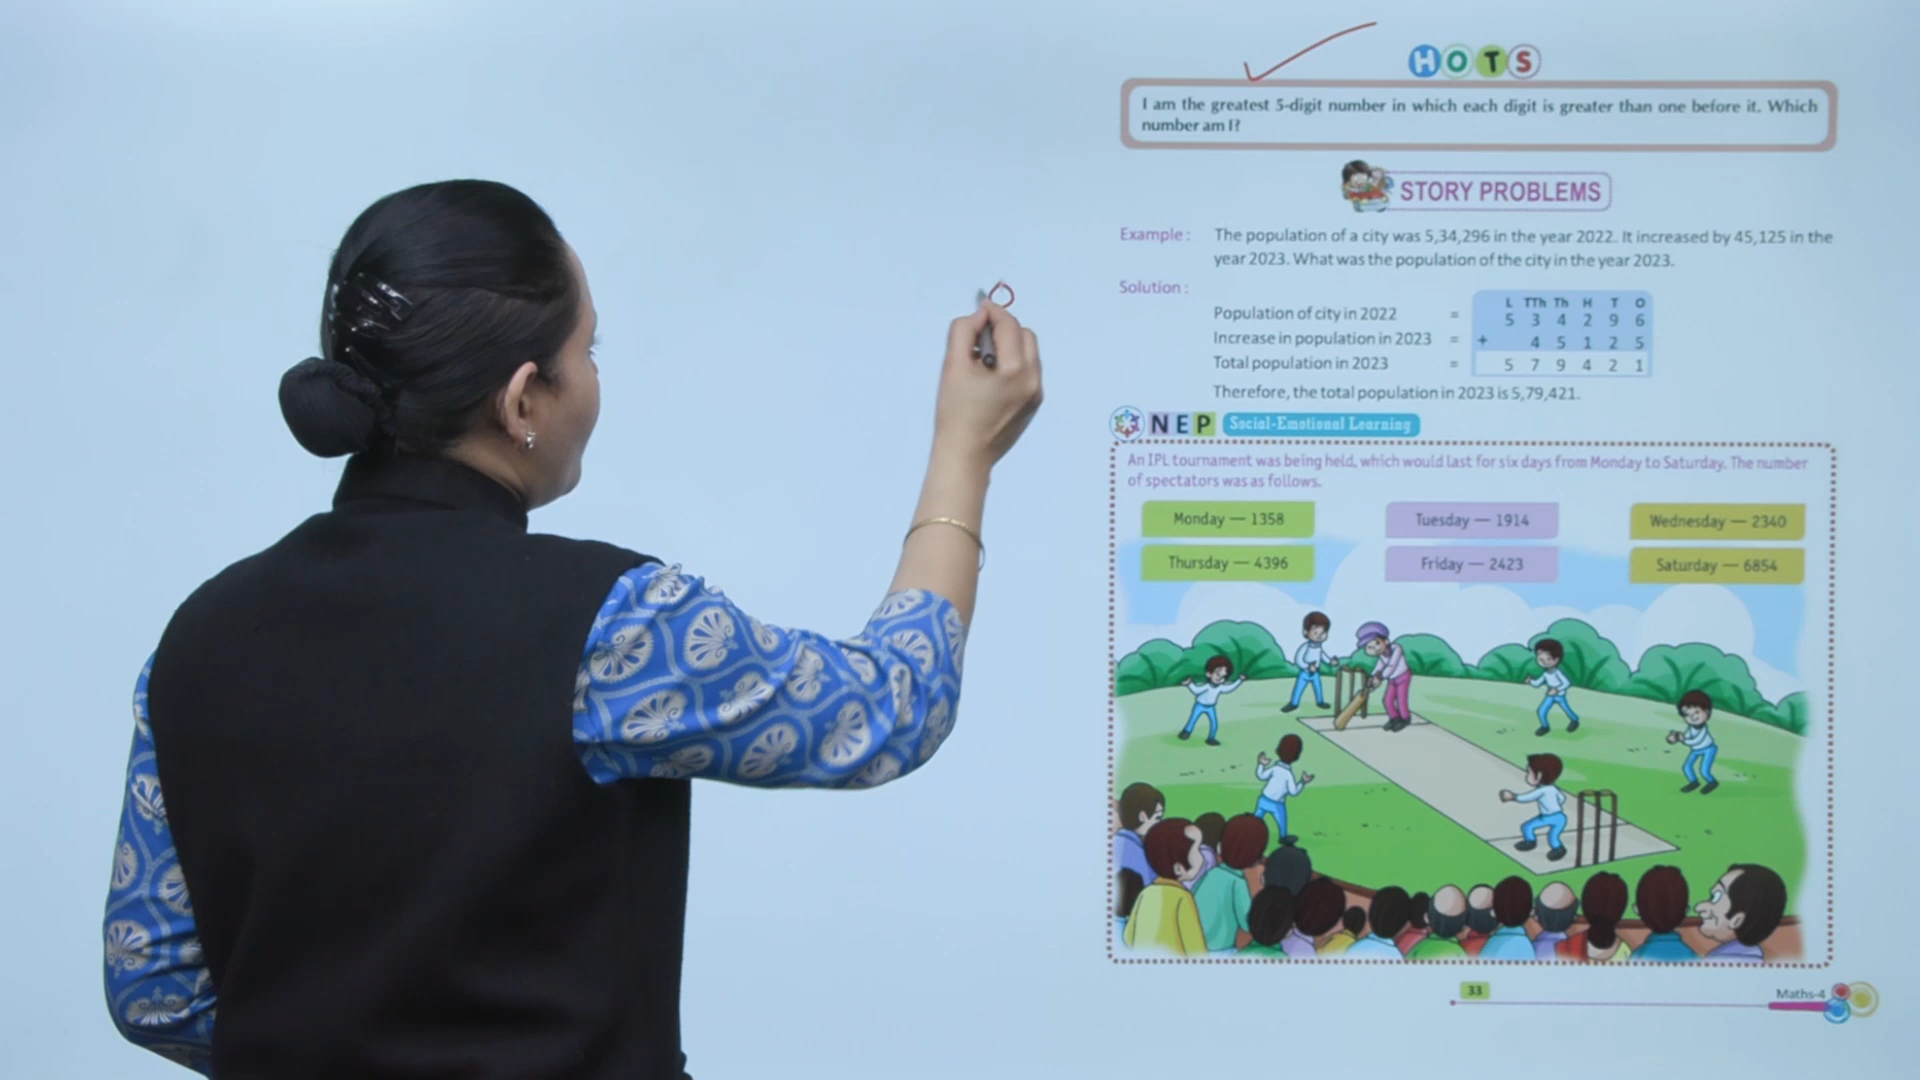 HOTS
I am the greatest 5-digit number in which each digit is greater than one before it. Which
number am I?
STORY PROBLEMS
Example : The population of a city was 5,34,296 in the year 2022. It increased by 45,125 in the
year 2023. What was the population of the city in the year 2023.
Solution :
L TTh Th H T O
Population of city in 2022 = 5 3 4 2 9 6
Increase in population in 2023 = + 4 5 1 2 5
Total population in 2023 = 5 7 9 4 2 1
Therefore, the total population in 2023 is 5,79,421.
NEP Social-Emotional Learning
An IPL tournament was being held, which would last for six days from Monday to Saturday. The number
of spectators was as follows.
Monday — 1358 Tuesday — 1914 Wednesday — 2340
Thursday — 4396 Friday — 2423 Saturday — 6854
33 Maths-4